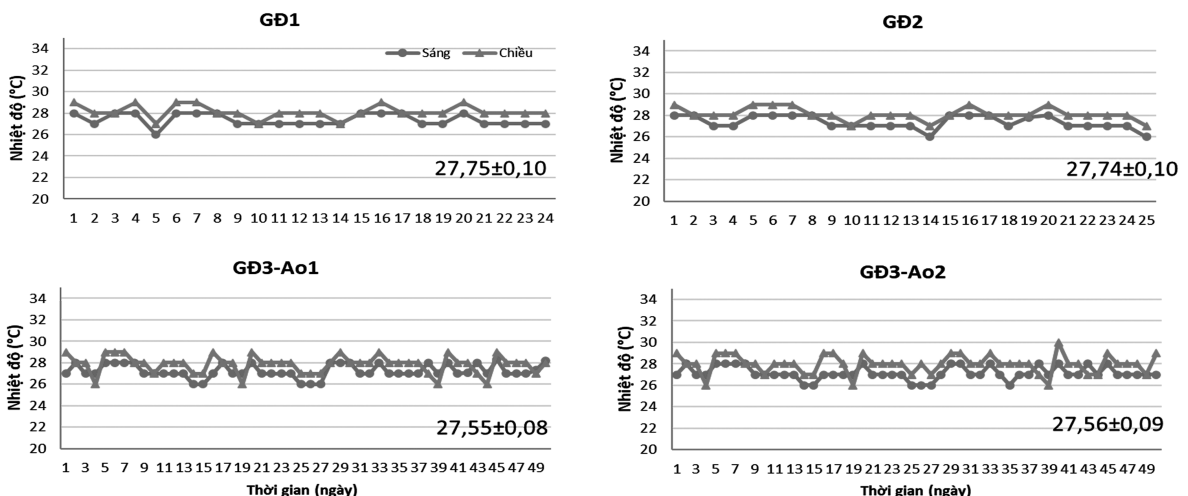 GĐ1
34
32
30
28
26
24
22
20
Nhiệt độ (°C)
Sáng
Chiều
27,75±0,10
1 2 3 4 5 6 7 8 9 10 11 12 13 14 15 16 17 18 19 20 21 22 23 24
GĐ2
34
32
30
28
26
24
22
20
Nhiệt độ (°C)
27,74±0,10
1 2 3 4 5 6 7 8 9 10 11 12 13 14 15 16 17 18 19 20 21 22 23 24 25
GĐ3-Ao1
34
32
30
28
26
24
22
20
Nhiệt độ (°C)
27,55±0,08
1 3 5 7 9 11 13 15 17 19 21 23 25 27 29 31 33 35 37 39 41 43 45 47 49
Thời gian (ngày)
GĐ3-Ao2
34
32
30
28
26
24
22
20
Nhiệt độ (°C)
27,56±0,09
1 3 5 7 9 11 13 15 17 19 21 23 25 27 29 31 33 35 37 39 41 43 45 47 49
Thời gian (ngày)